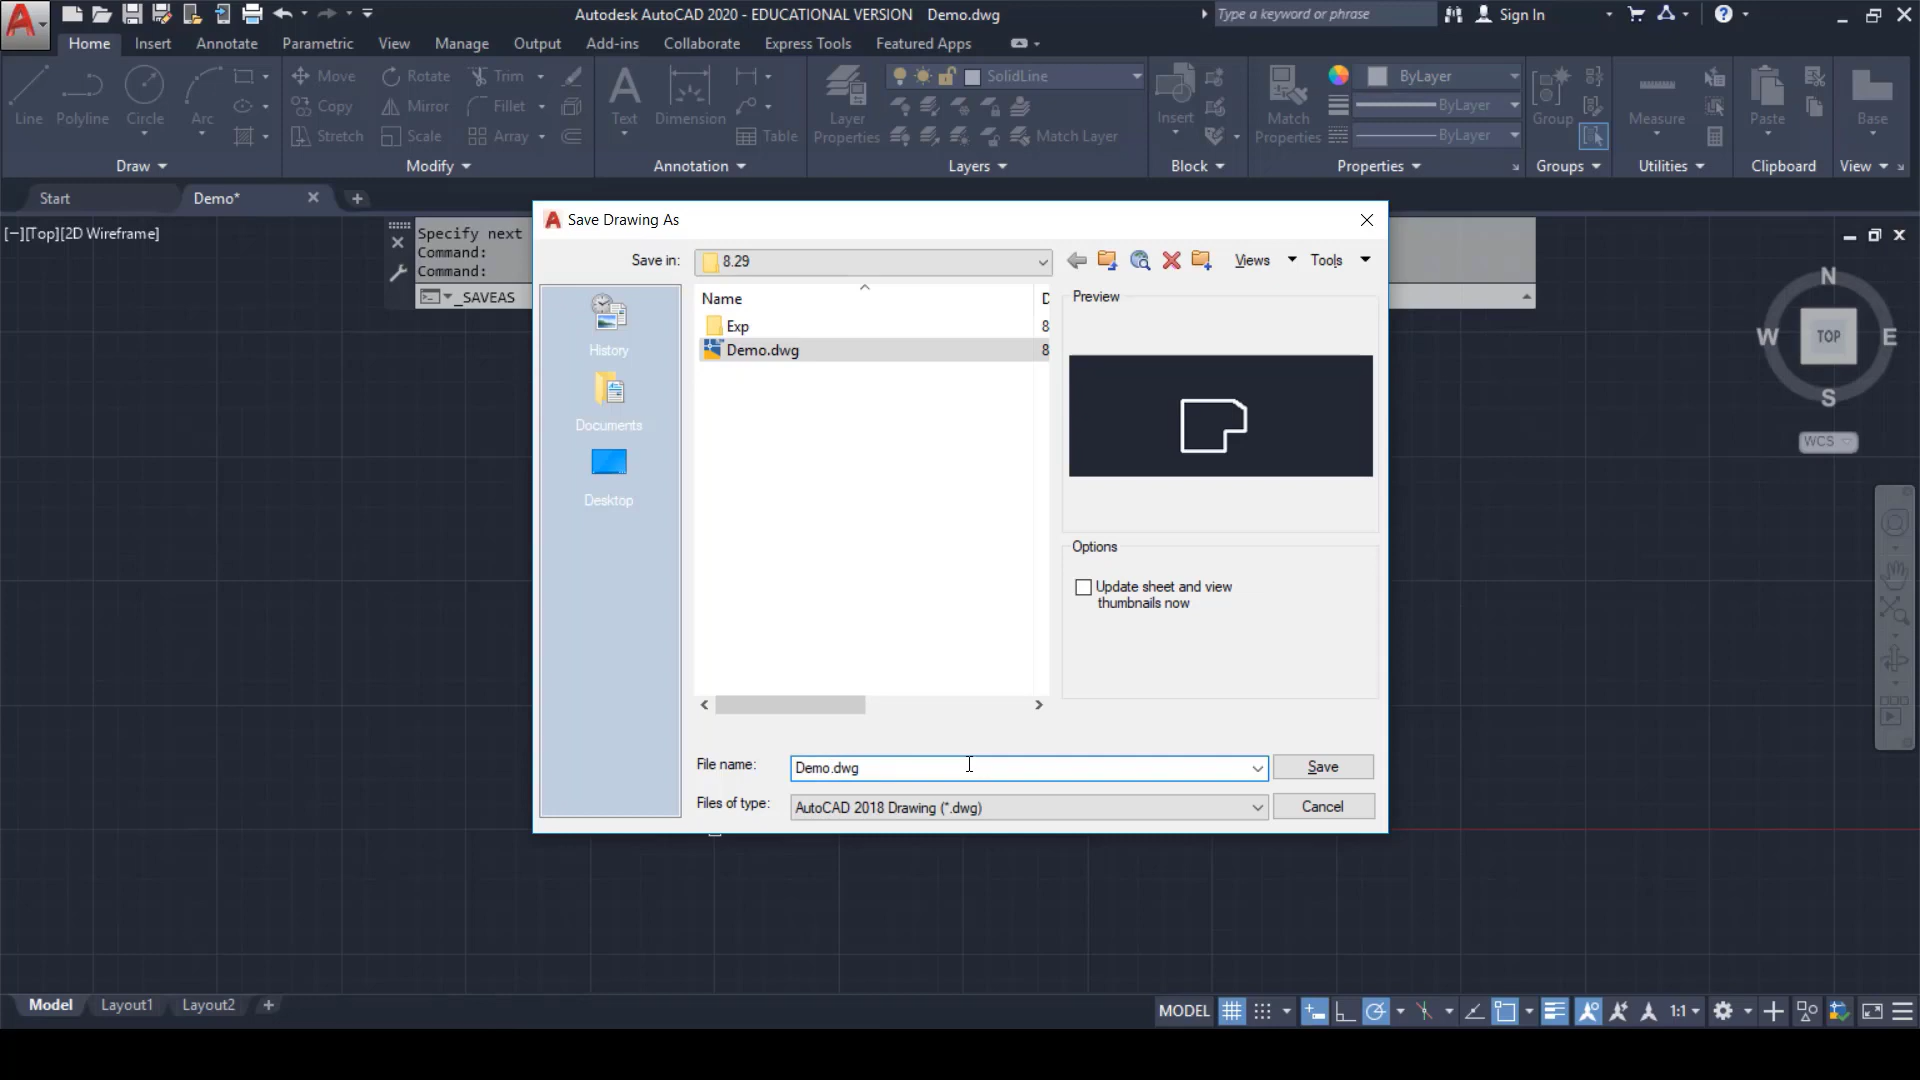 Autodesk AutoCAD 2020 - EDUCATIONAL VERSION Demo.dwg
Type a keyword or phrase
Sign In
Home Insert Annotate Parametric View Manage Output Add-ins Collaborate Express Tools Featured Apps
Line
Polyline
Circle
Arc
Draw
Move Rotate Trim
Copy Mirror Fillet
Stretch Scale Array
Modify
Text
Dimension
Table
Annotation
Layer
Properties
SolidLine
Match Layer
Layers
Insert
Block
Match
Properties
ByLayer
ByLayer
ByLayer
Properties
Group
Groups
Measure
Utilities
Paste
Clipboard
Base
View
Start
Demo*
[−][Top][2D Wireframe]
Specify next
Command:
Command:
_SAVEAS
Save Drawing As
Save in:
8.29
Views
Tools
History
Documents
Desktop
Name
D
Exp
8
Demo.dwg
8
Preview
Options
Update sheet and view
thumbnails now
File name:
Demo.dwg
Save
Files of type:
AutoCAD 2018 Drawing (*.dwg)
Cancel
N
W
TOP
E
S
WCS
Model Layout1 Layout2
MODEL
1:1